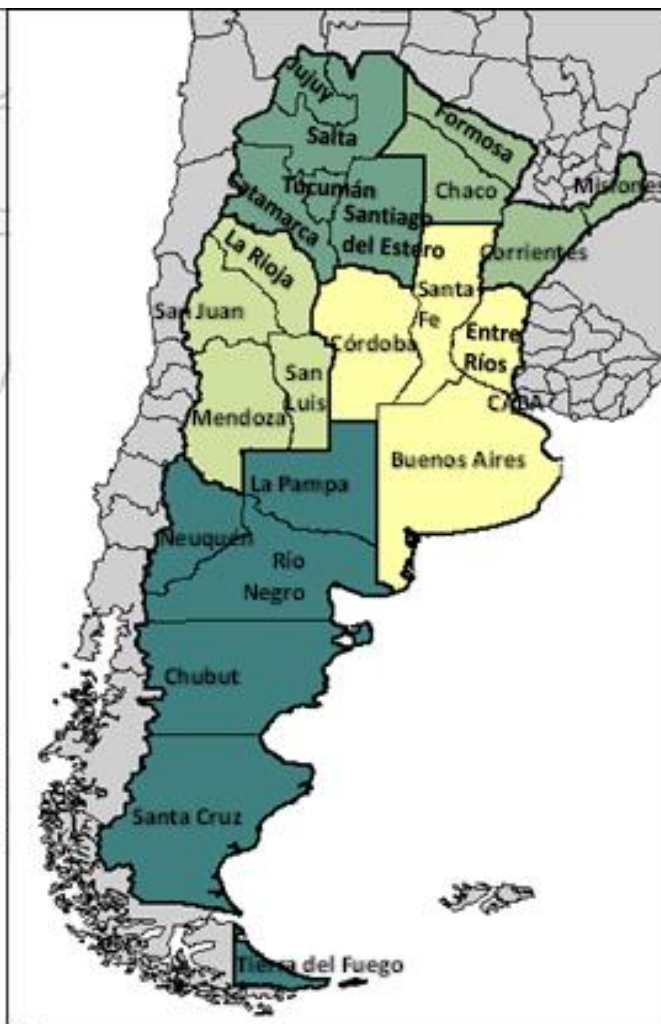 Jujuy
Salta
Formosa
Chaco
Misiones
Tucumán
Catamarca
Santiago
del Estero
Corrientes
La Rioja
San Juan
Santa
Fe
Córdoba
Entre
Ríos
San
Luis
Mendoza
CABA
Buenos Aires
La Pampa
Neuquén
Río
Negro
Chubut
Santa Cruz
Tierra del Fuego